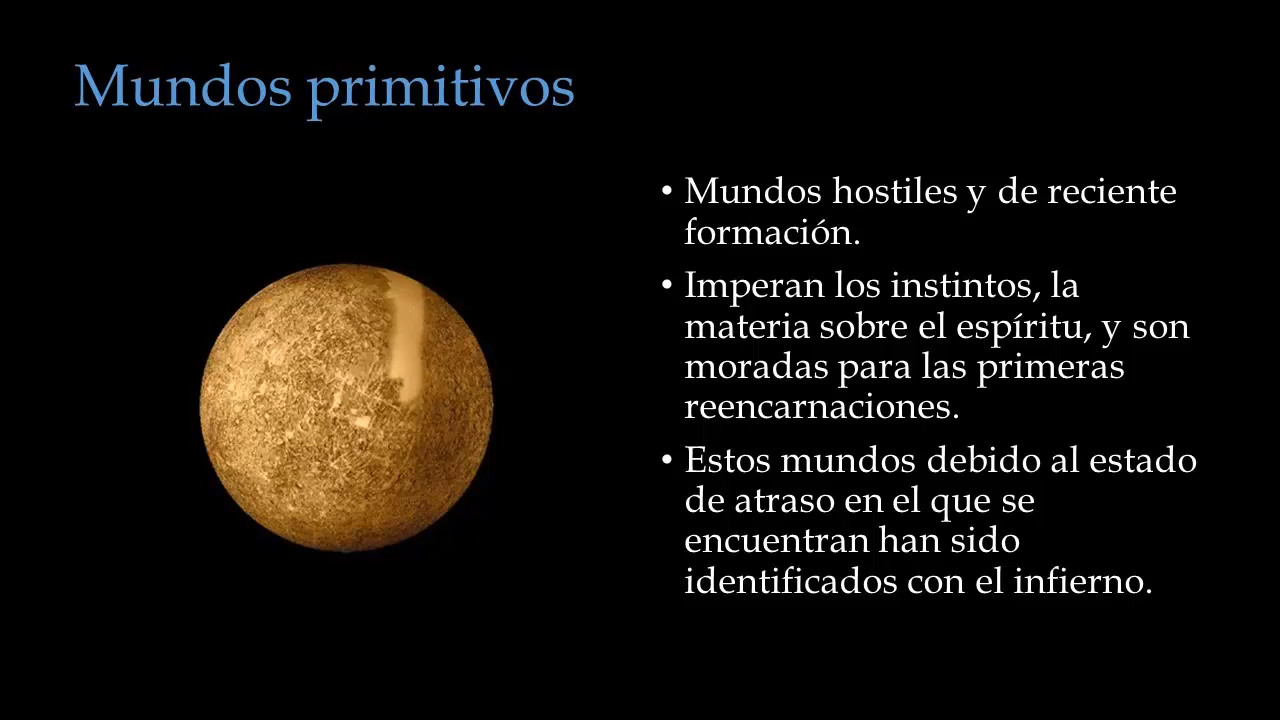 Mundos primitivos
• Mundos hostiles y de reciente
formación.
• Imperan los instintos, la
materia sobre el espíritu, y son
moradas para las primeras
reencarnaciones.
• Estos mundos debido al estado
de atraso en el que se
encuentran han sido
identificados con el infierno.